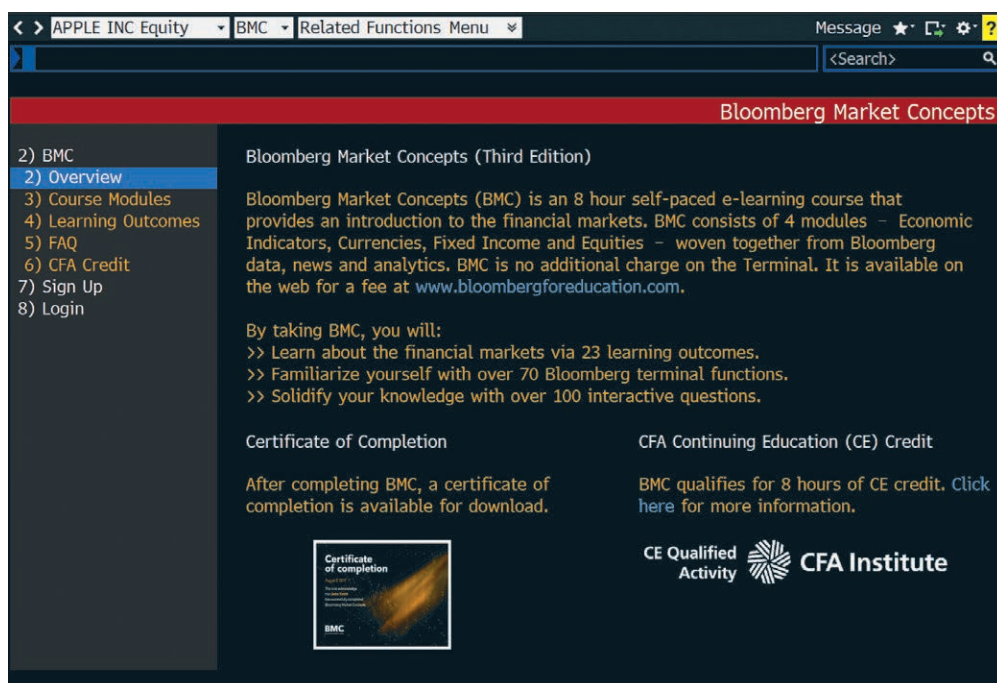 < > APPLE INC Equity BMC Related Functions Menu Message ?
<Search>
Bloomberg Market Concepts
2) BMC
2) Overview
3) Course Modules
4) Learning Outcomes
5) FAQ
6) CFA Credit
7) Sign Up
8) Login
Bloomberg Market Concepts (Third Edition)
Bloomberg Market Concepts (BMC) is an 8 hour self-paced e-learning course that
provides an introduction to the financial markets. BMC consists of 4 modules – Economic
Indicators, Currencies, Fixed Income and Equities – woven together from Bloomberg
data, news and analytics. BMC is no additional charge on the Terminal. It is available on
the web for a fee at www.bloombergforeducation.com.
By taking BMC, you will:
>> Learn about the financial markets via 23 learning outcomes.
>> Familiarize yourself with over 70 Bloomberg terminal functions.
>> Solidify your knowledge with over 100 interactive questions.
Certificate of Completion
After completing BMC, a certificate of
completion is available for download.
Certificate
of completion
BMC
CFA Continuing Education (CE) Credit
BMC qualifies for 8 hours of CE credit. Click
here for more information.
CE Qualified
Activity
CFA Institute